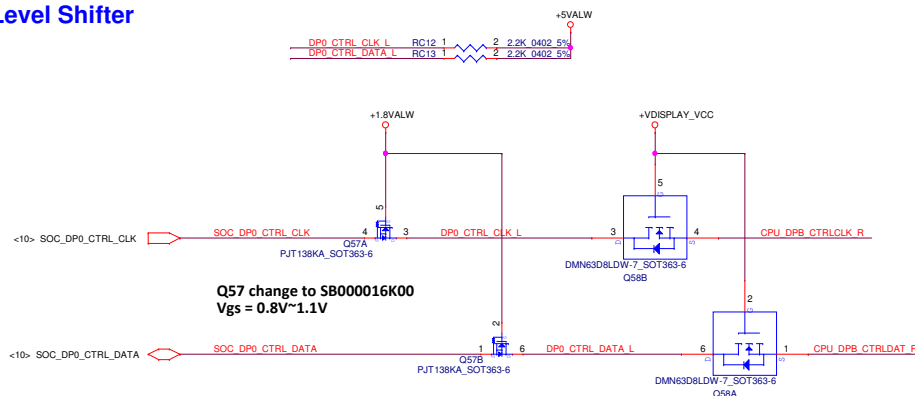 Level Shifter
+5VALW
DP0_CTRL_CLK_L RC12 1 2 2.2K_0402_5%
DP0_CTRL_DATA_L RC13 1 2 2.2K_0402_5%
+1.8VALW
+VDISPLAY_VCC
5
5
G
<10> SOC_DP0_CTRL_CLK SOC_DP0_CTRL_CLK 4 3 DP0_CTRL_CLK_L 3 D S 4 CPU_DPB_CTRLCLK_R
Q57A
PJT138KA_SOT363-6
DMN63D8LDW-7_SOT363-6
Q58B
Q57 change to SB000016K00
Vgs = 0.8V~1.1V
2
2
G
<10> SOC_DP0_CTRL_DATA SOC_DP0_CTRL_DATA 1 6 DP0_CTRL_DATA_L 6 D S 1 CPU_DPB_CTRLDAT_R
Q57B
PJT138KA_SOT363-6
DMN63D8LDW-7_SOT363-6
Q58A